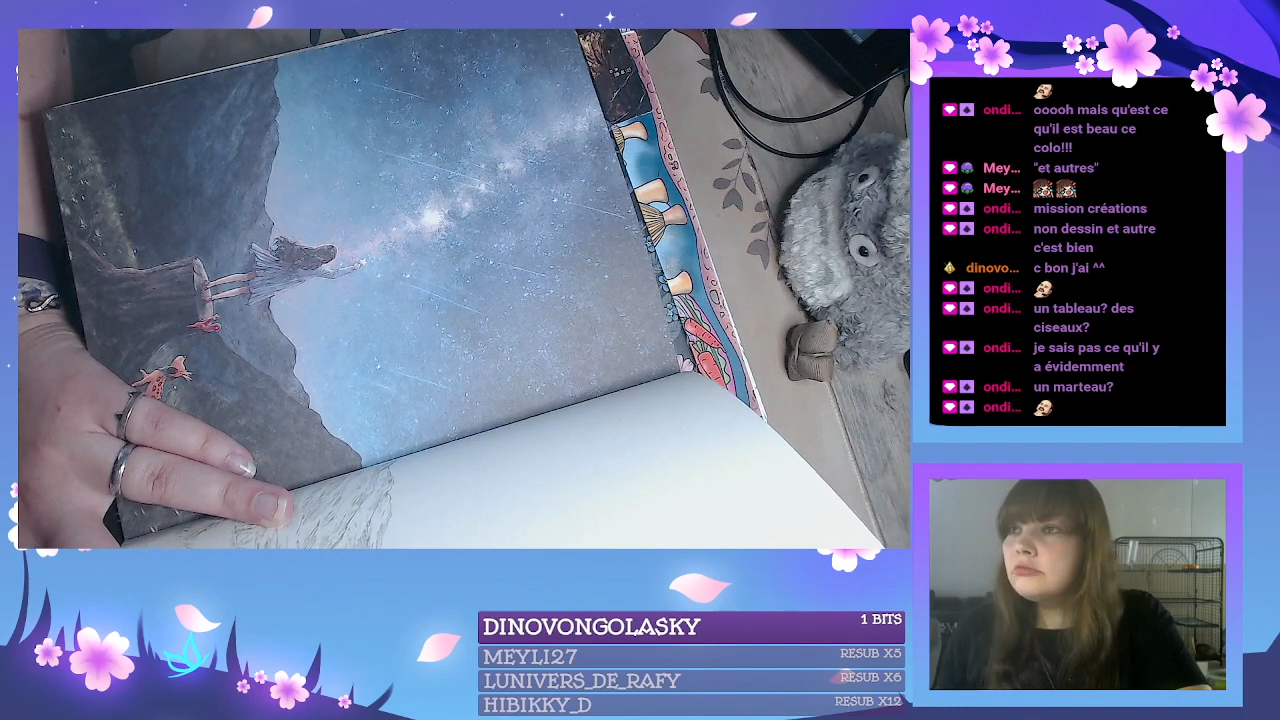 ondi... ooooh mais qu'est ce
qu'il est beau ce
colo!!!
Mey... "et autres"
Mey...
ondi... mission créations
ondi... non dessin et autre
c'est bien
dinovo... c bon j'ai ^^
ondi...
ondi... un tableau? des
ciseaux?
ondi... je sais pas ce qu'il y
a évidemment
ondi... un marteau?
ondi...
DINOVONGOLASKY 1 BITS
MEYLI27 RESUB X5
LUNIVERS_DE_RAFY RESUB X6
HIBIKKY_D RESUB X12